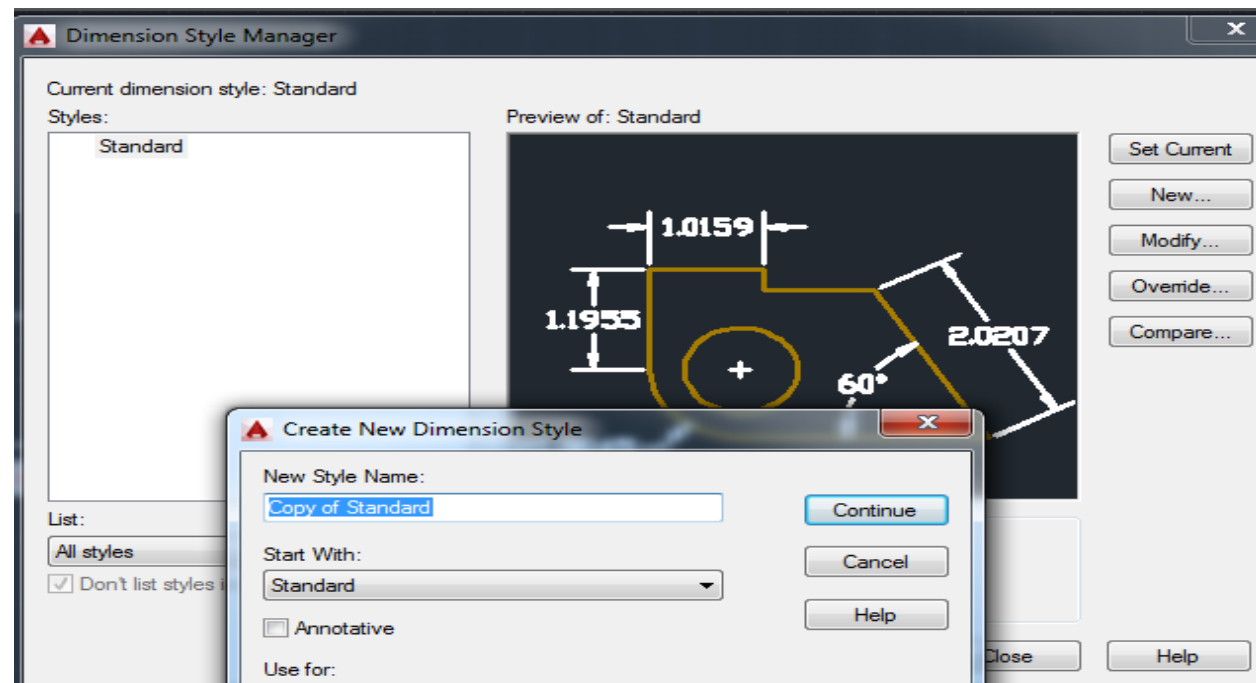 Dimension Style Manager
x
Current dimension style: Standard
Styles:
Preview of: Standard
Standard
Set Current
New...
Modify...
Override...
Compare...
1.0159
1.1955
2.0207
60°
Create New Dimension Style
x
New Style Name:
Copy of Standard
Continue
List:
All styles
Start With:
Cancel
Don't list styles i
Standard
Help
Annotative
Use for:
Close
Help